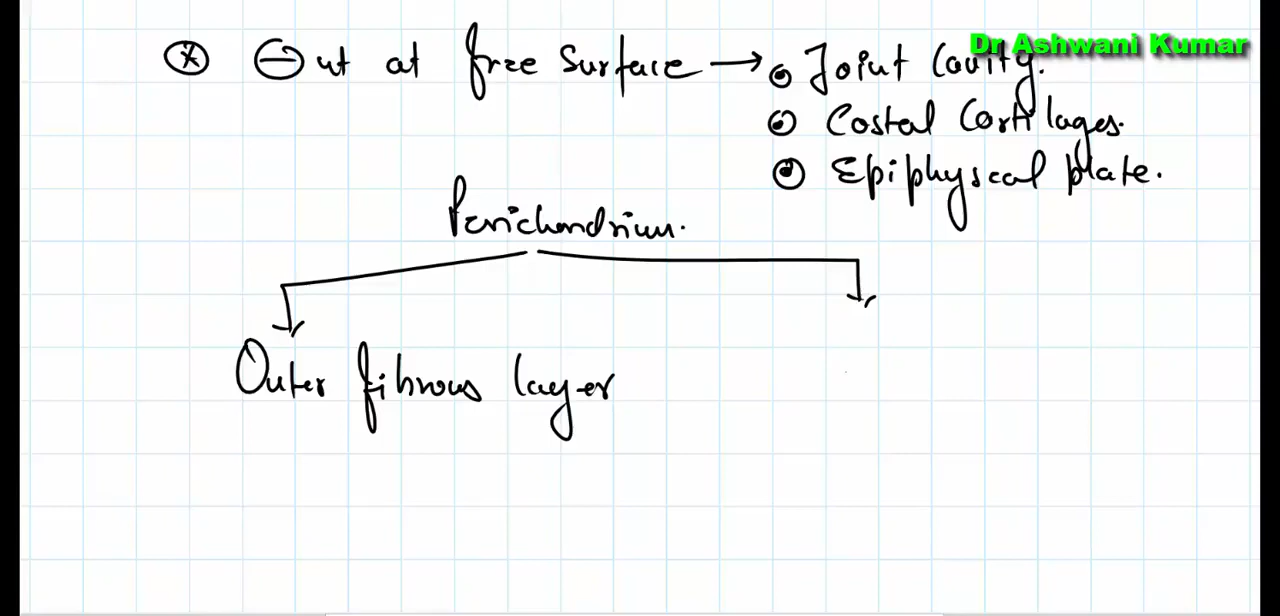 Dr Ashwani Kumar
⊛ ⊖ut at free Surface → ⊙ Joint Cavity.
⊙ Costal Cartilages.
⊙ Epiphyseal plate.
Perichondrium.
Outer fibrous layer